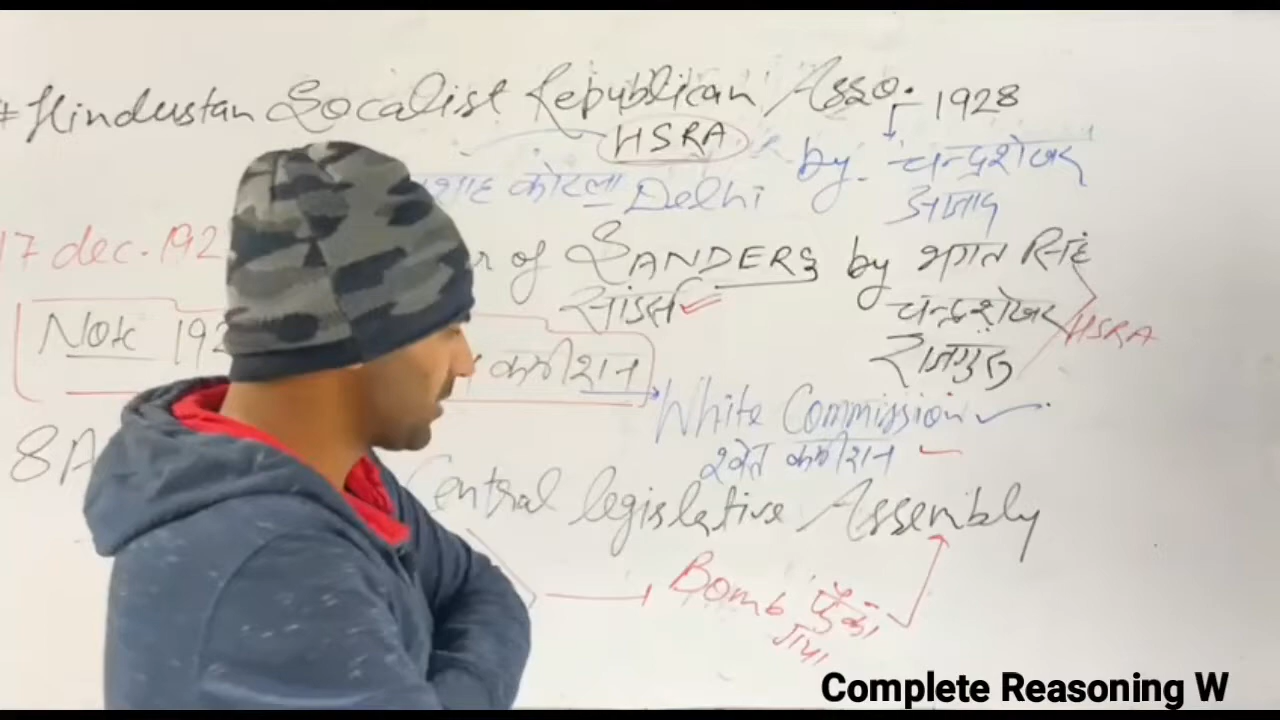 # Hindustan Socalist Republican Asso. - 1928
HSRA
शाह कोटला Delhi by चन्द्रशेखर
आजाद
17 dec. 192 of SANDERS by भगत सिंह
सांडर्स चन्द्रशेखर HSRA
राजगुरु
Note 192 कमीशन
White Commission
श्वेत कमीशन
8A Central legislative Assembly
Bomb फेंका
गया
Complete Reasoning W